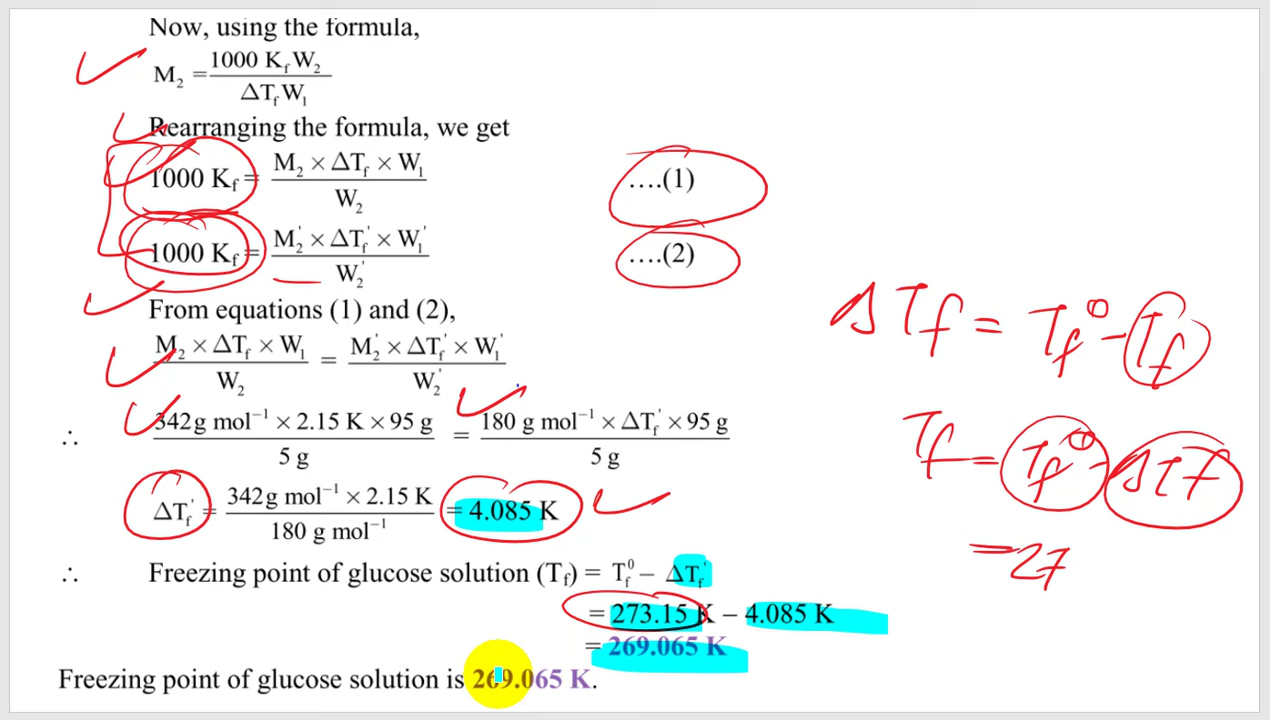 Now, using the formula,
M₂ = 1000 K_f W₂ / ΔT_f W₁
Rearranging the formula, we get
1000 K_f = M₂ × ΔT_f × W₁ / W₂ ....(1)
1000 K_f = M₂' × ΔT_f' × W₁' / W₂' ....(2)
From equations (1) and (2),
M₂ × ΔT_f × W₁ / W₂ = M₂' × ΔT_f' × W₁' / W₂'
∴ 342 g mol⁻¹ × 2.15 K × 95 g / 5 g = 180 g mol⁻¹ × ΔT_f' × 95 g / 5 g
ΔT_f' = 342 g mol⁻¹ × 2.15 K / 180 g mol⁻¹ = 4.085 K
∴ Freezing point of glucose solution (T_f) = T_f⁰ − ΔT_f'
= 273.15 K − 4.085 K
= 269.065 K
Freezing point of glucose solution is 269.065 K.
ΔTf = Tf⁰ − Tf
Tf = Tf⁰ − ΔTf
= 27